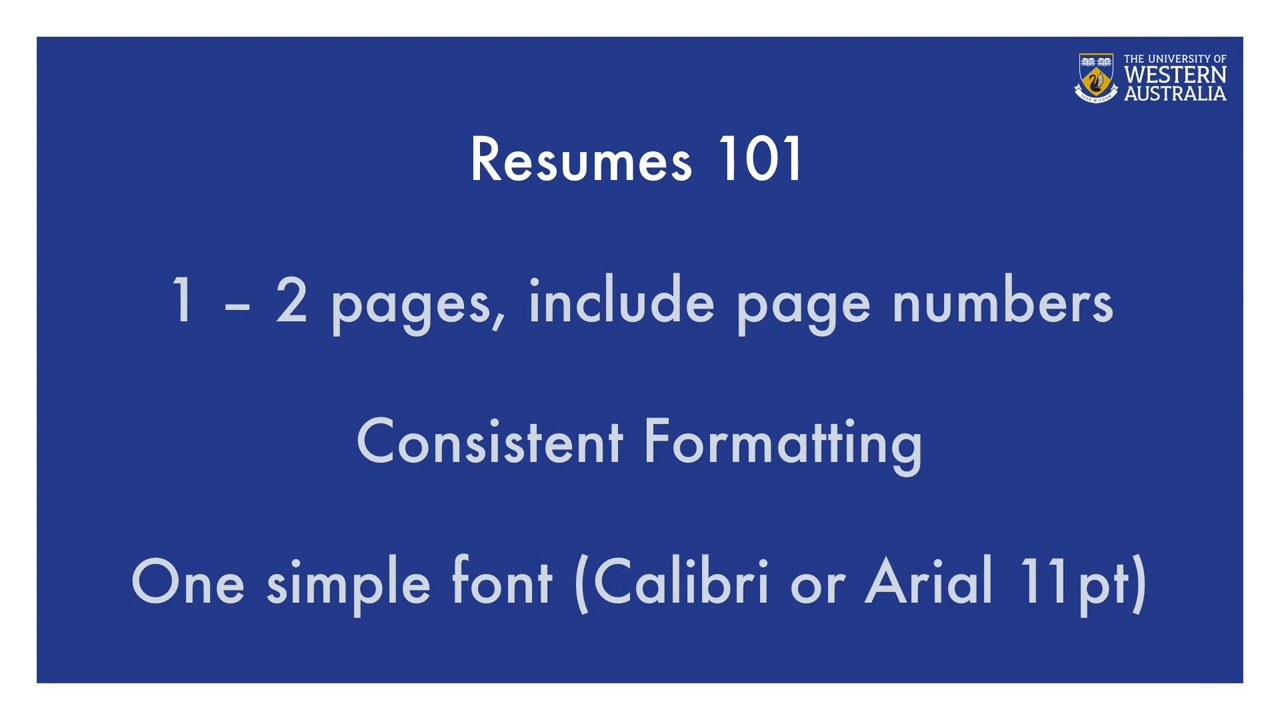 THE UNIVERSITY OF
WESTERN
AUSTRALIA
Resumes 101
1 – 2 pages, include page numbers
Consistent Formatting
One simple font (Calibri or Arial 11pt)